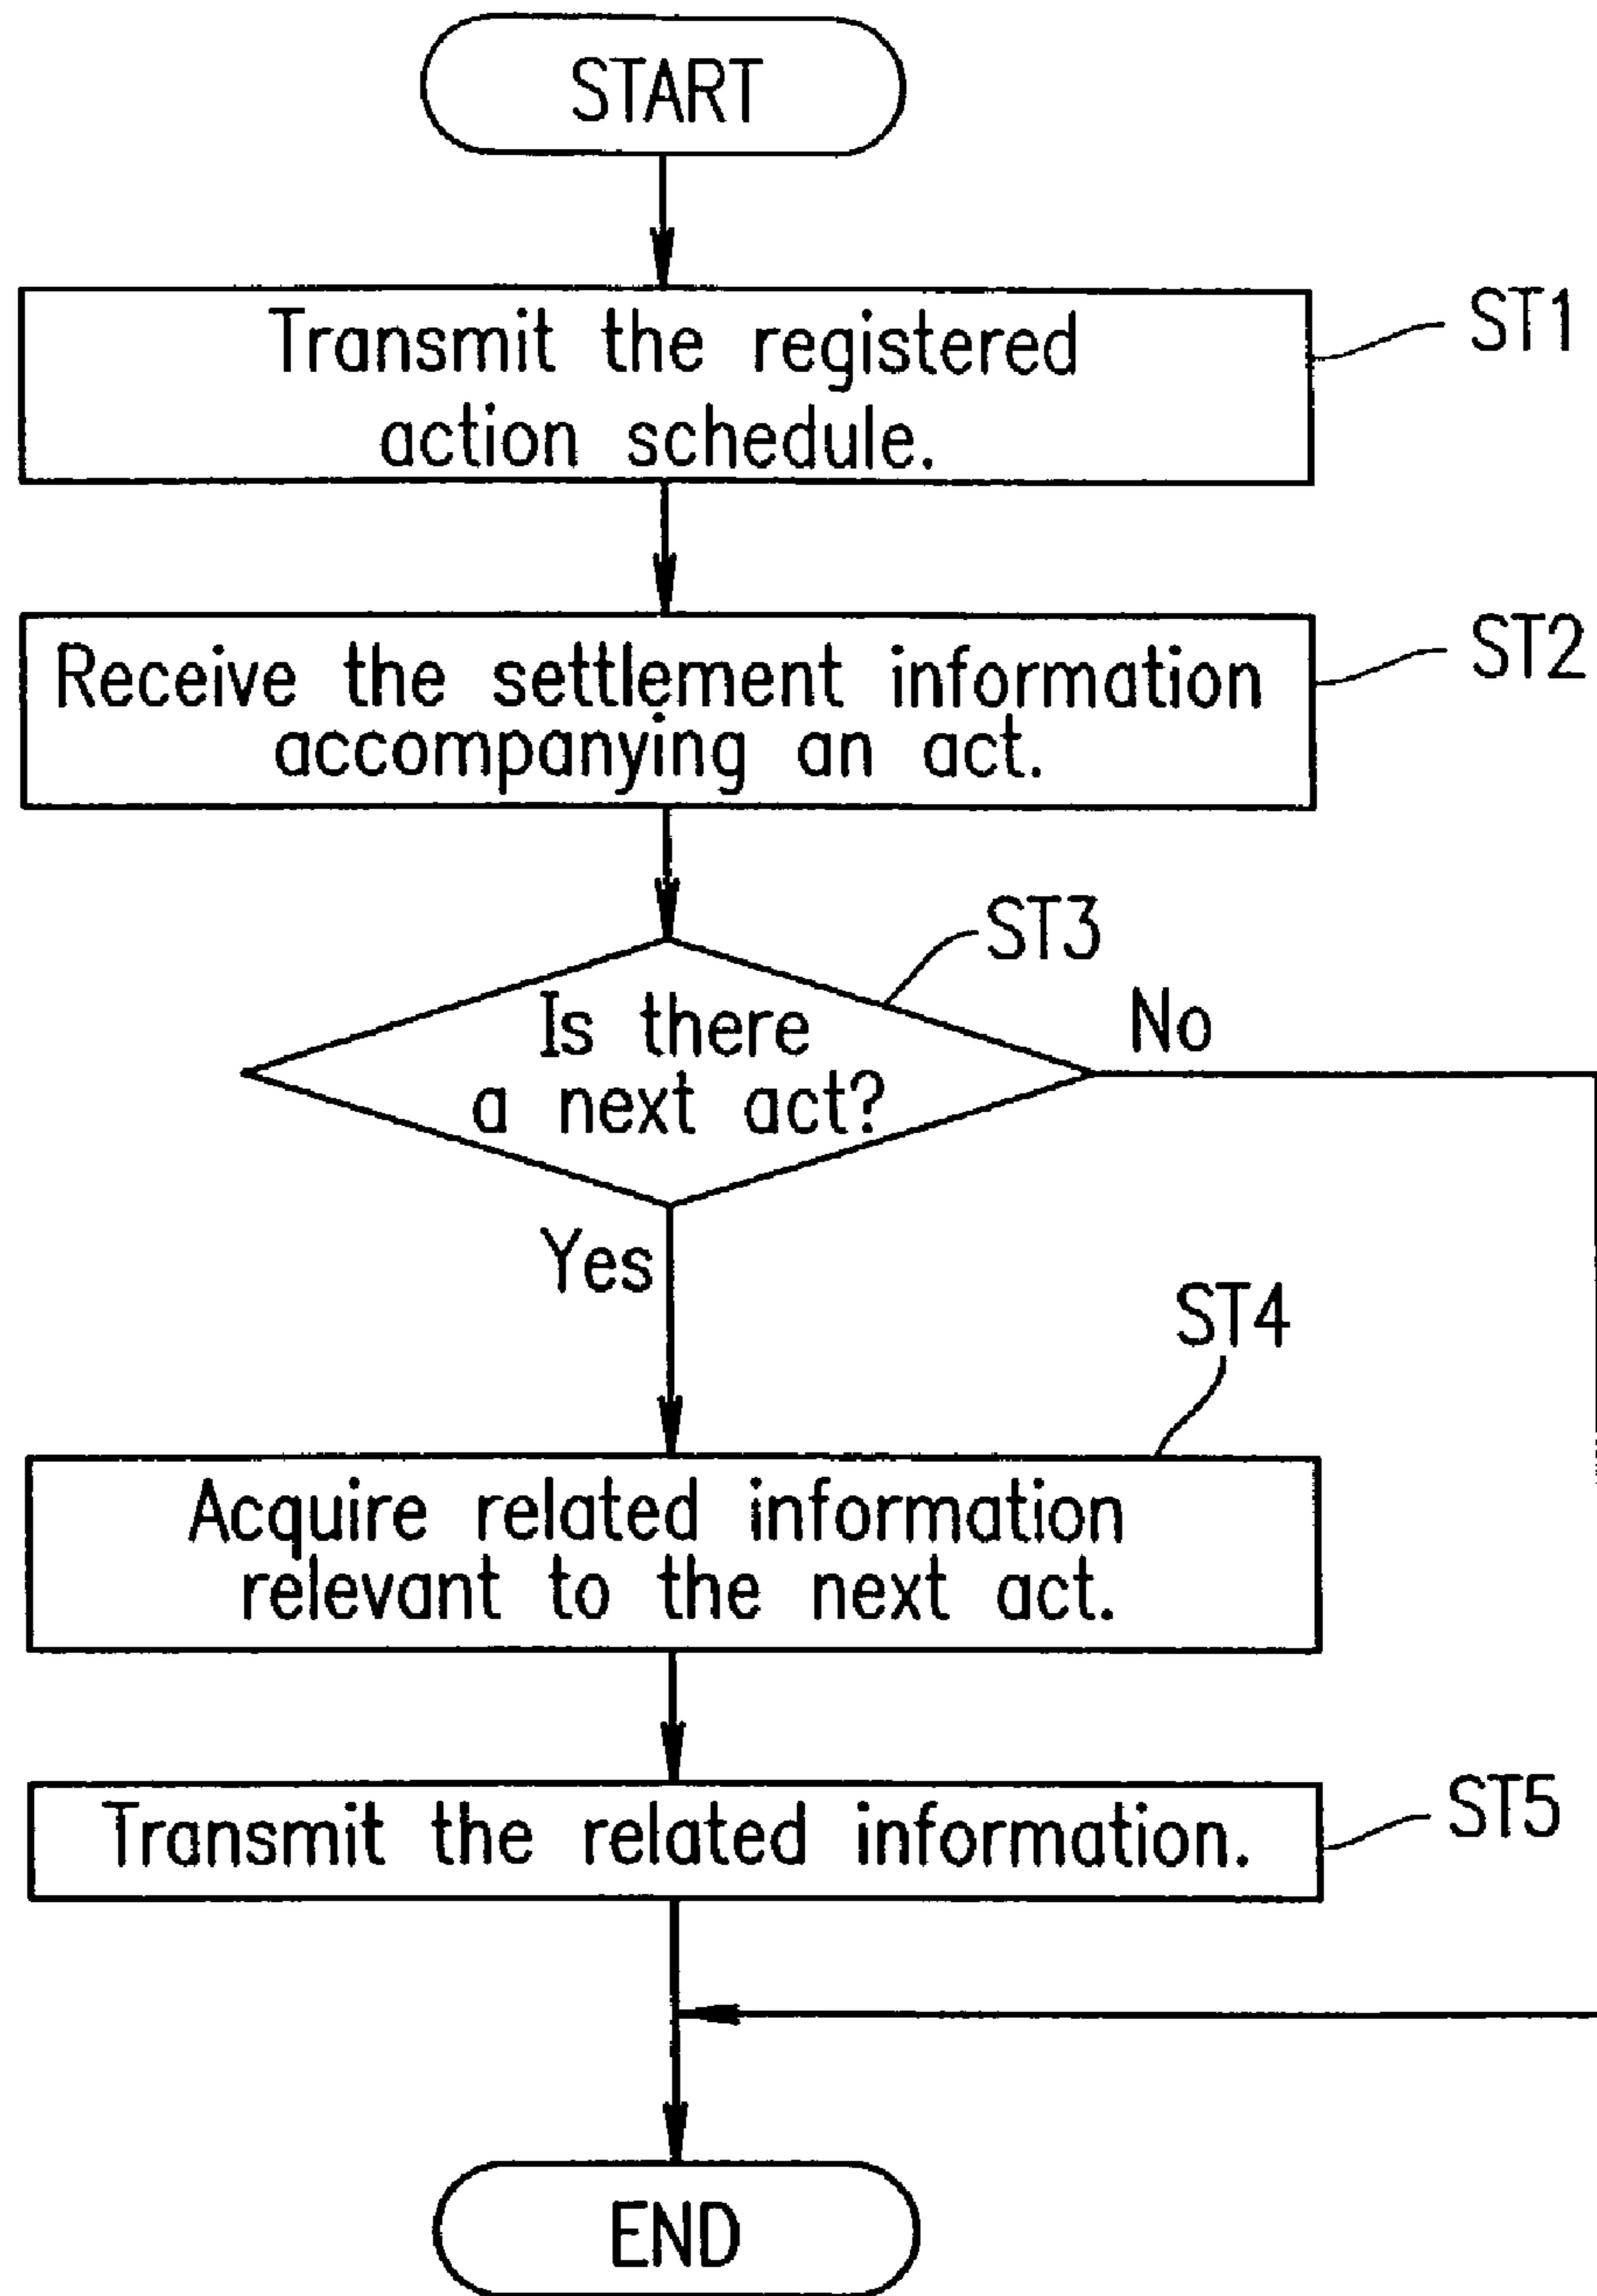 START
Transmit the registered
action schedule.
ST1
Receive the settlement information
accompanying an act.
ST2
ST3
Is there
a next act?
No
Yes
ST4
Acquire related information
relevant to the next act.
Transmit the related information.
ST5
END